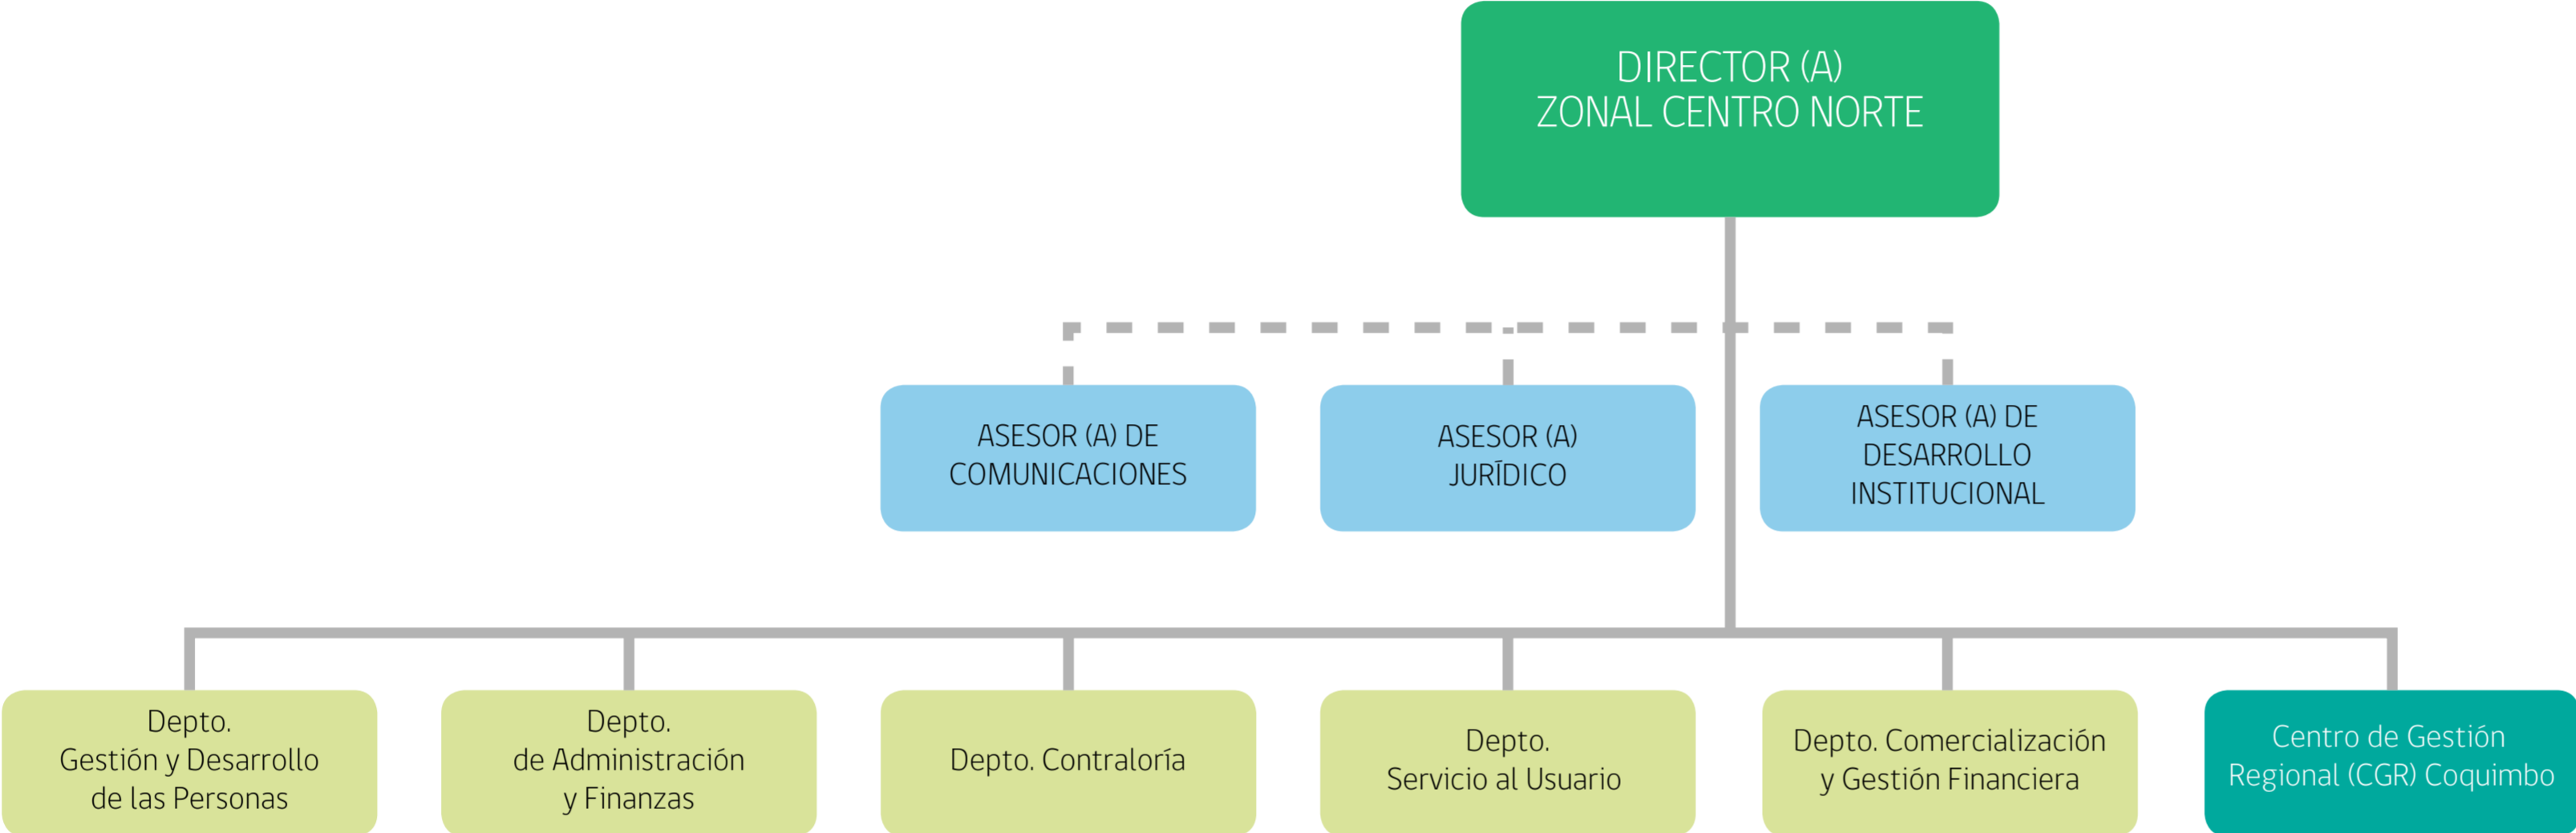 DIRECTOR (A)
ZONAL CENTRO NORTE
ASESOR (A) DE
COMUNICACIONES
ASESOR (A)
JURÍDICO
ASESOR (A) DE
DESARROLLO
INSTITUCIONAL
Depto.
Gestión y Desarrollo
de las Personas
Depto.
de Administración
y Finanzas
Depto. Contraloría
Depto.
Servicio al Usuario
Depto. Comercialización
y Gestión Financiera
Centro de Gestión
Regional (CGR) Coquimbo